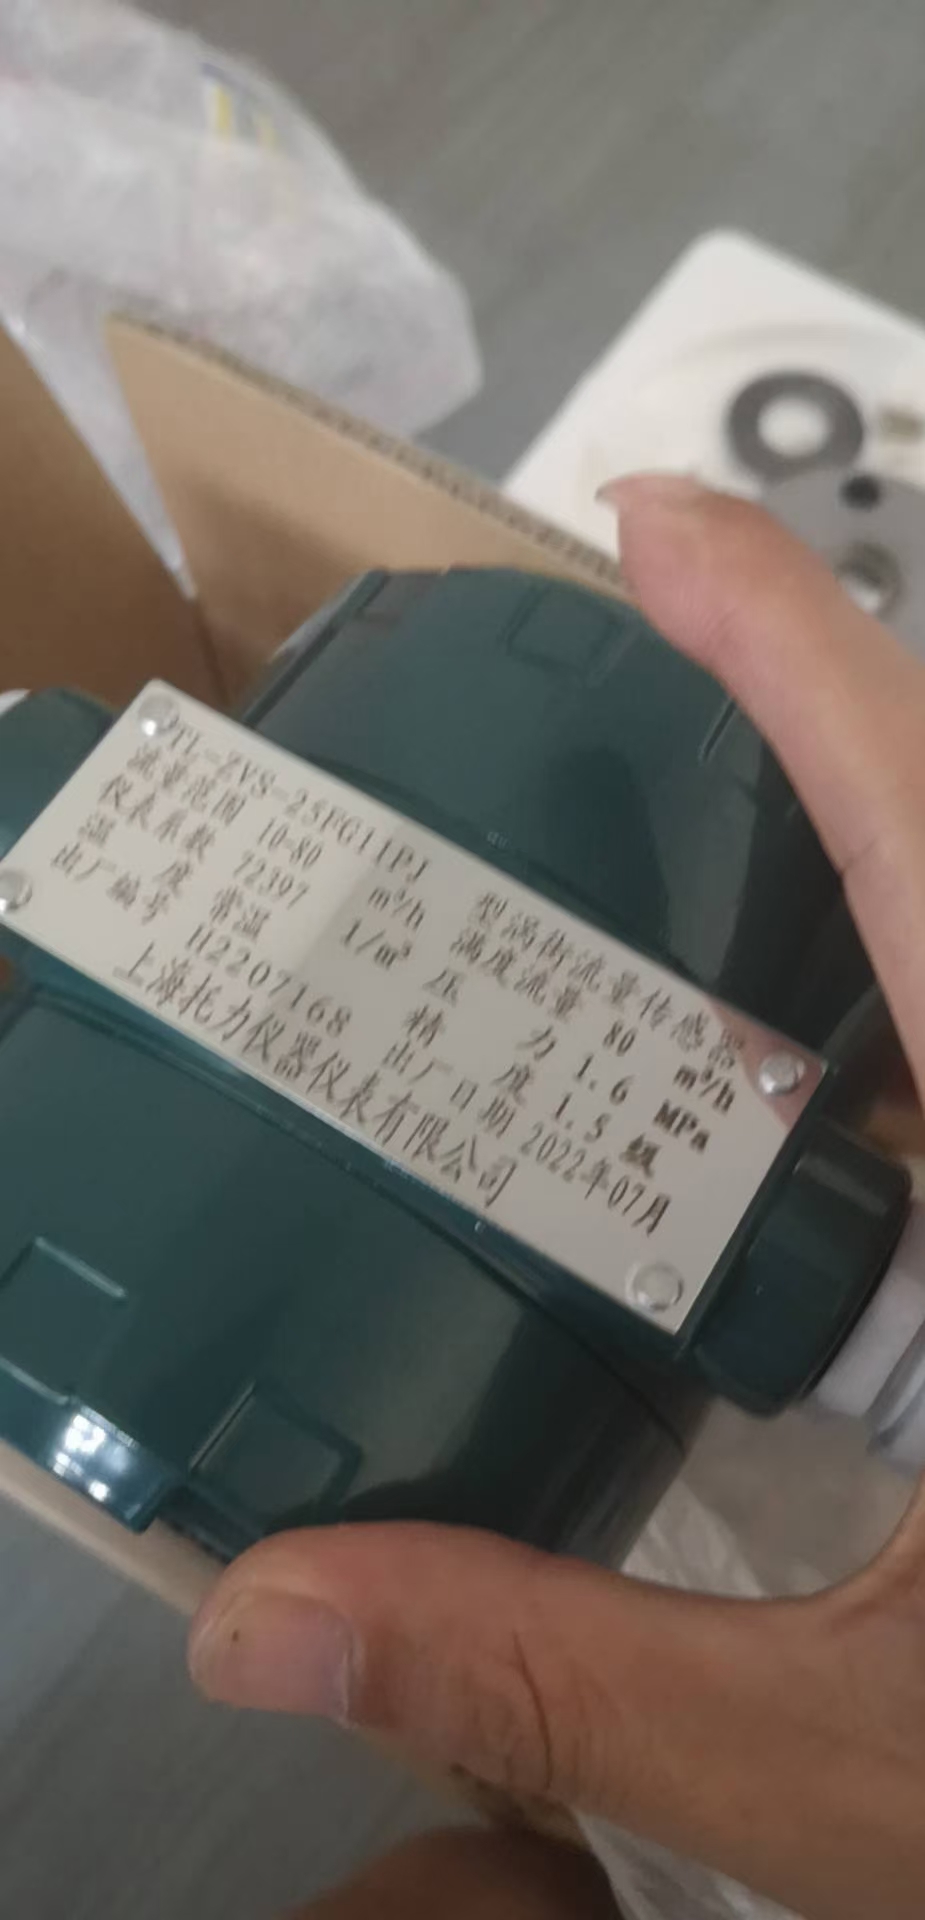 TL-ZVS-25FG11PJ 型涡街流量传感器
流量范围 10-80 m³/h 满度流量 80 m³/h
仪表系数 72397 1/m³ 压 力 1.6 MPa
温 度 常温 精 度 1.5 级
出厂编号 H2207168 出厂日期 2022年07月
上海托力仪器仪表有限公司